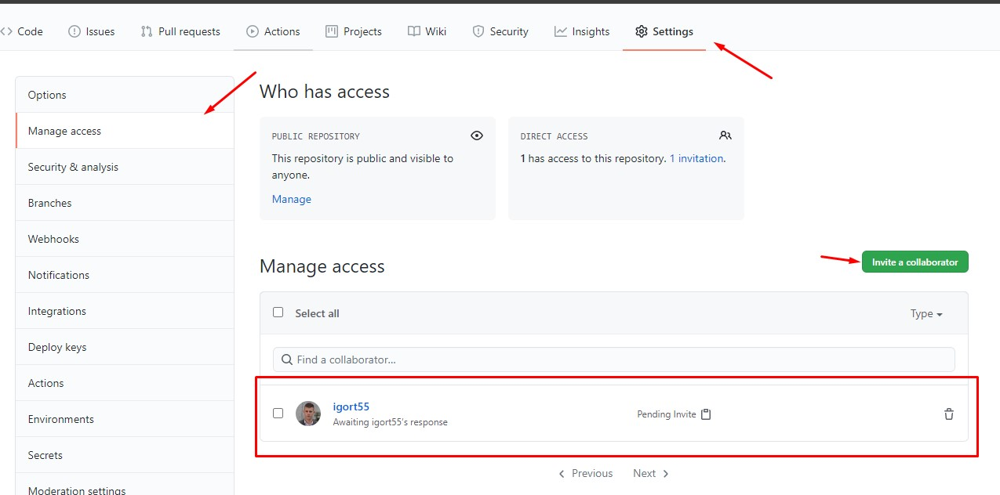 Code Issues Pull requests Actions Projects Wiki Security Insights Settings
Options
Manage access
Security & analysis
Branches
Webhooks
Notifications
Integrations
Deploy keys
Actions
Environments
Secrets
Moderation settings
Who has access
PUBLIC REPOSITORY
This repository is public and visible to
anyone.
Manage
DIRECT ACCESS
1 has access to this repository. 1 invitation.
Manage access
Invite a collaborator
Select all
Type
Find a collaborator...
igort55
Awaiting igort55's response
Pending Invite
Previous Next